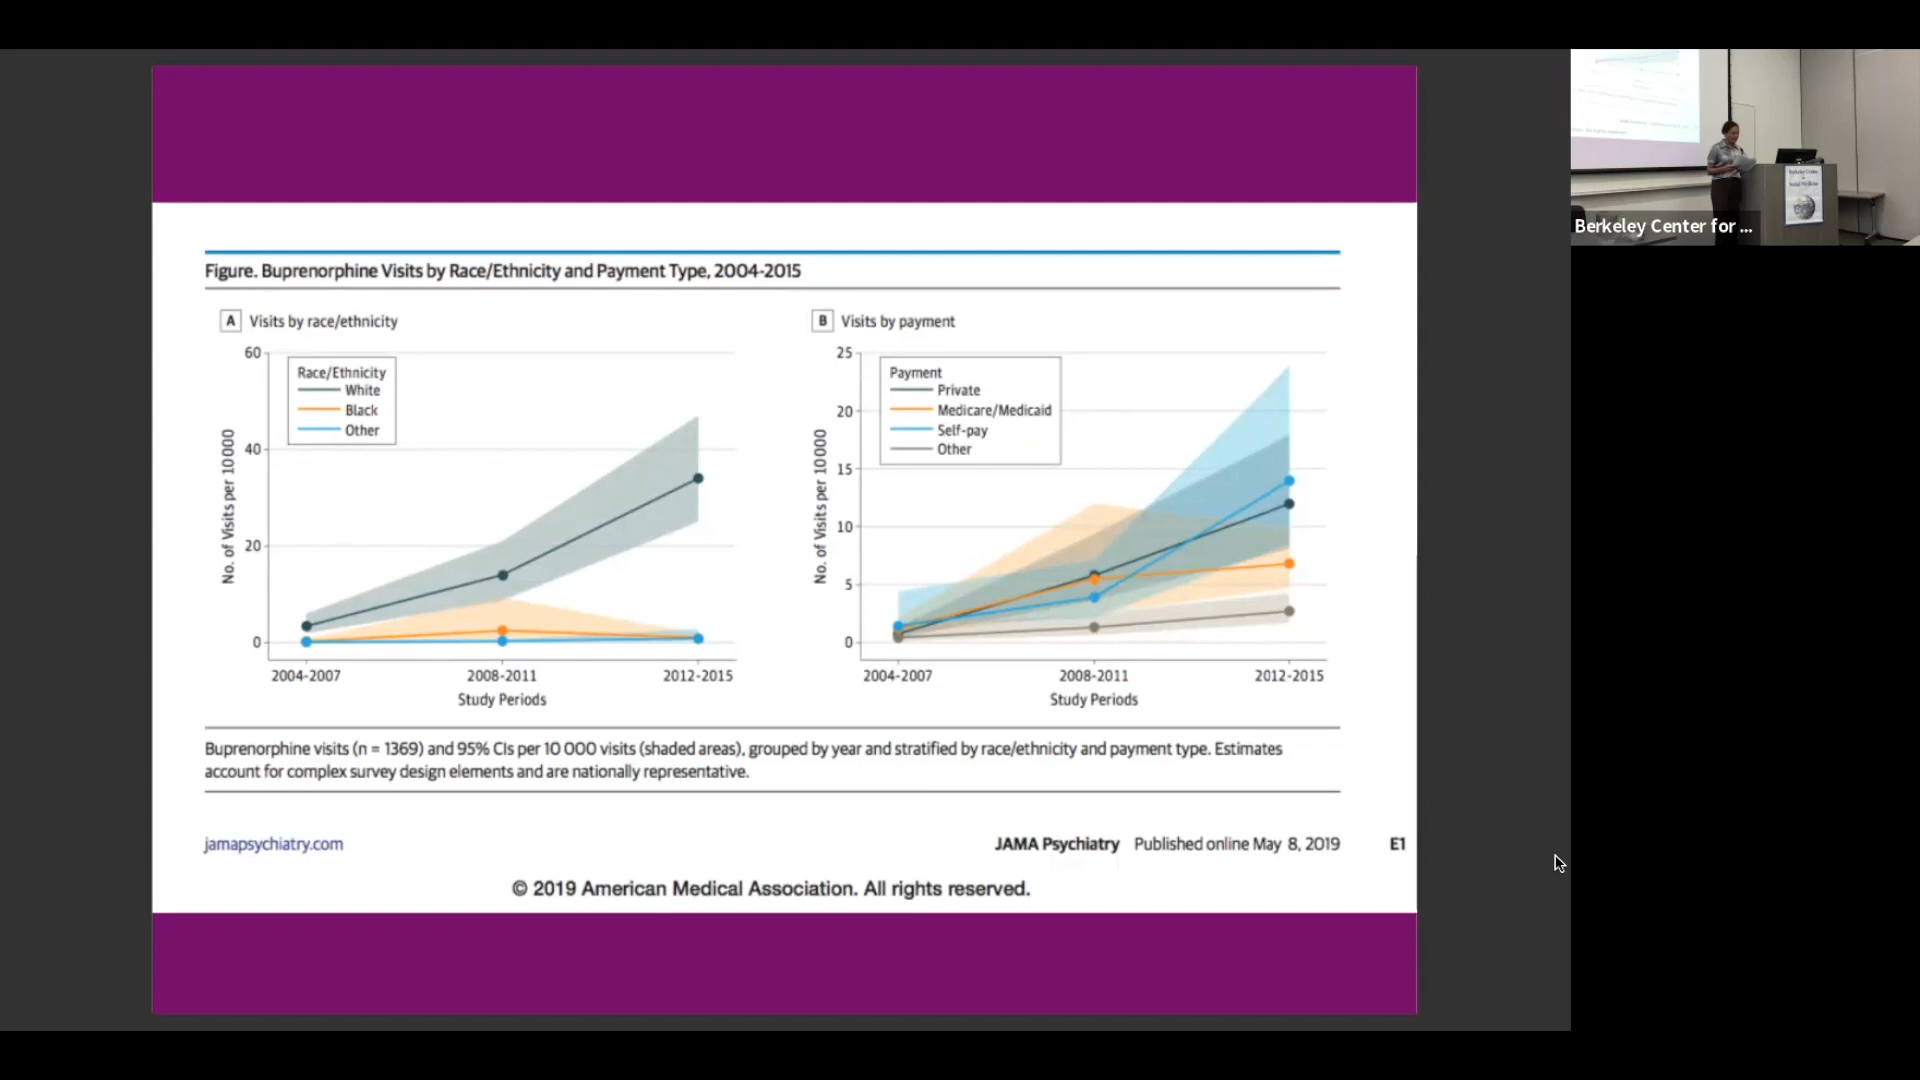 Figure. Buprenorphine Visits by Race/Ethnicity and Payment Type, 2004-2015
A Visits by race/ethnicity
60
40
20
0
No. of Visits per 10 000
Race/Ethnicity
White
Black
Other
2004-2007 2008-2011 2012-2015
Study Periods
B Visits by payment
25
20
15
10
5
0
No. of Visits per 10 000
Payment
Private
Medicare/Medicaid
Self-pay
Other
2004-2007 2008-2011 2012-2015
Study Periods
Buprenorphine visits (n = 1369) and 95% CIs per 10 000 visits (shaded areas), grouped by year and stratified by race/ethnicity and payment type. Estimates
account for complex survey design elements and are nationally representative.
jamapsychiatry.com
JAMA Psychiatry Published online May 8, 2019 E1
© 2019 American Medical Association. All rights reserved.
Berkeley Center for ...
Berkeley Center
Social Medicine